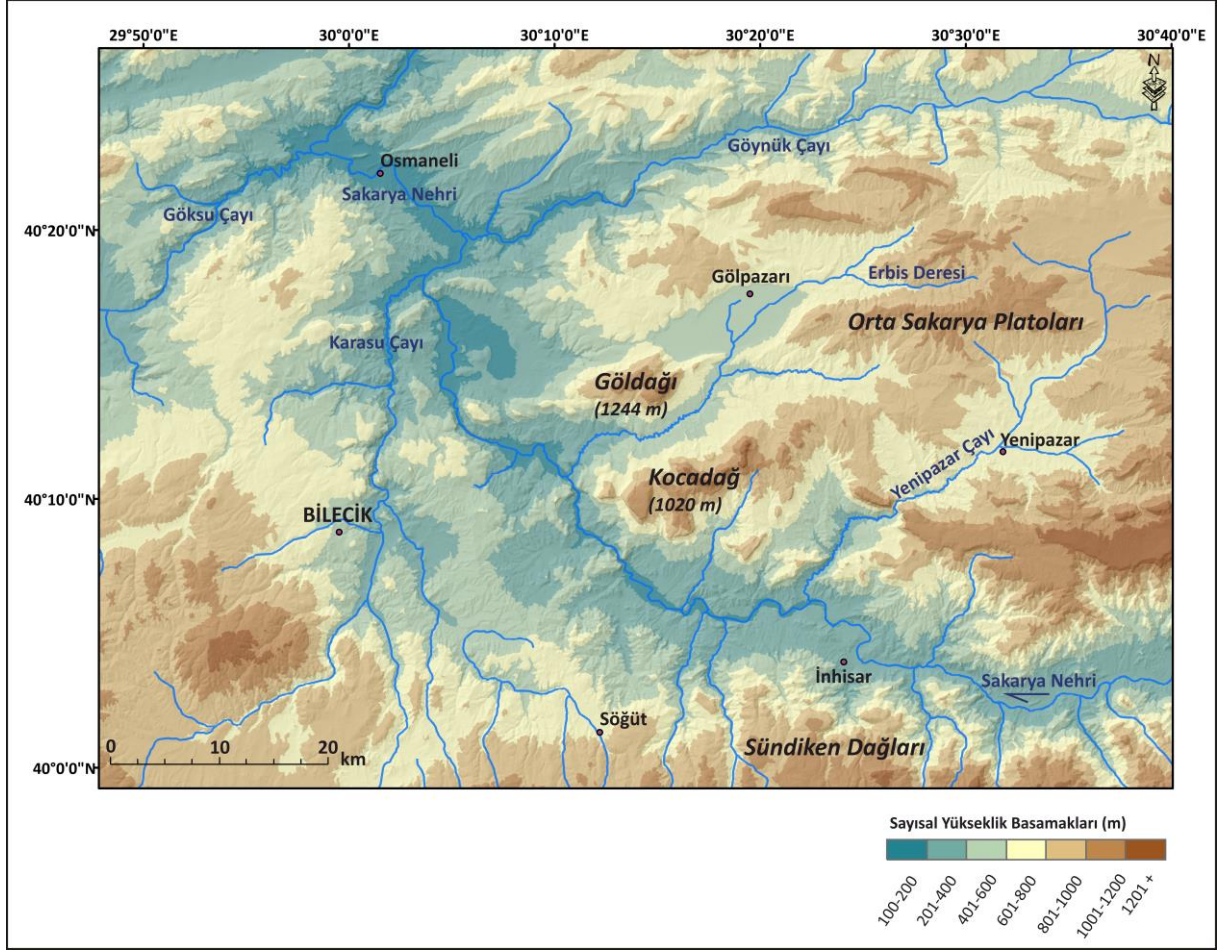 29°50'0"E 30°0'0"E 30°10'0"E 30°20'0"E 30°30'0"E 30°40'0"E
N
Göynük Çayı
Osmaneli
Sakarya Nehri
Göksu Çayı
40°20'0"N
Gölpazarı
Erbis Deresi
Orta Sakarya Platoları
Karasu Çayı
Göldağı
(1244 m)
Yenipazar Çayı
Yenipazar
Kocadağ
(1020 m)
40°10'0"N
BİLECİK
İnhisar
Sakarya Nehri
Söğüt
Sündiken Dağları
0 10 20
km
40°0'0"N
Sayısal Yükseklik Basamakları (m)
100-200
201-400
401-600
601-800
801-1000
1001-1200
1201 +